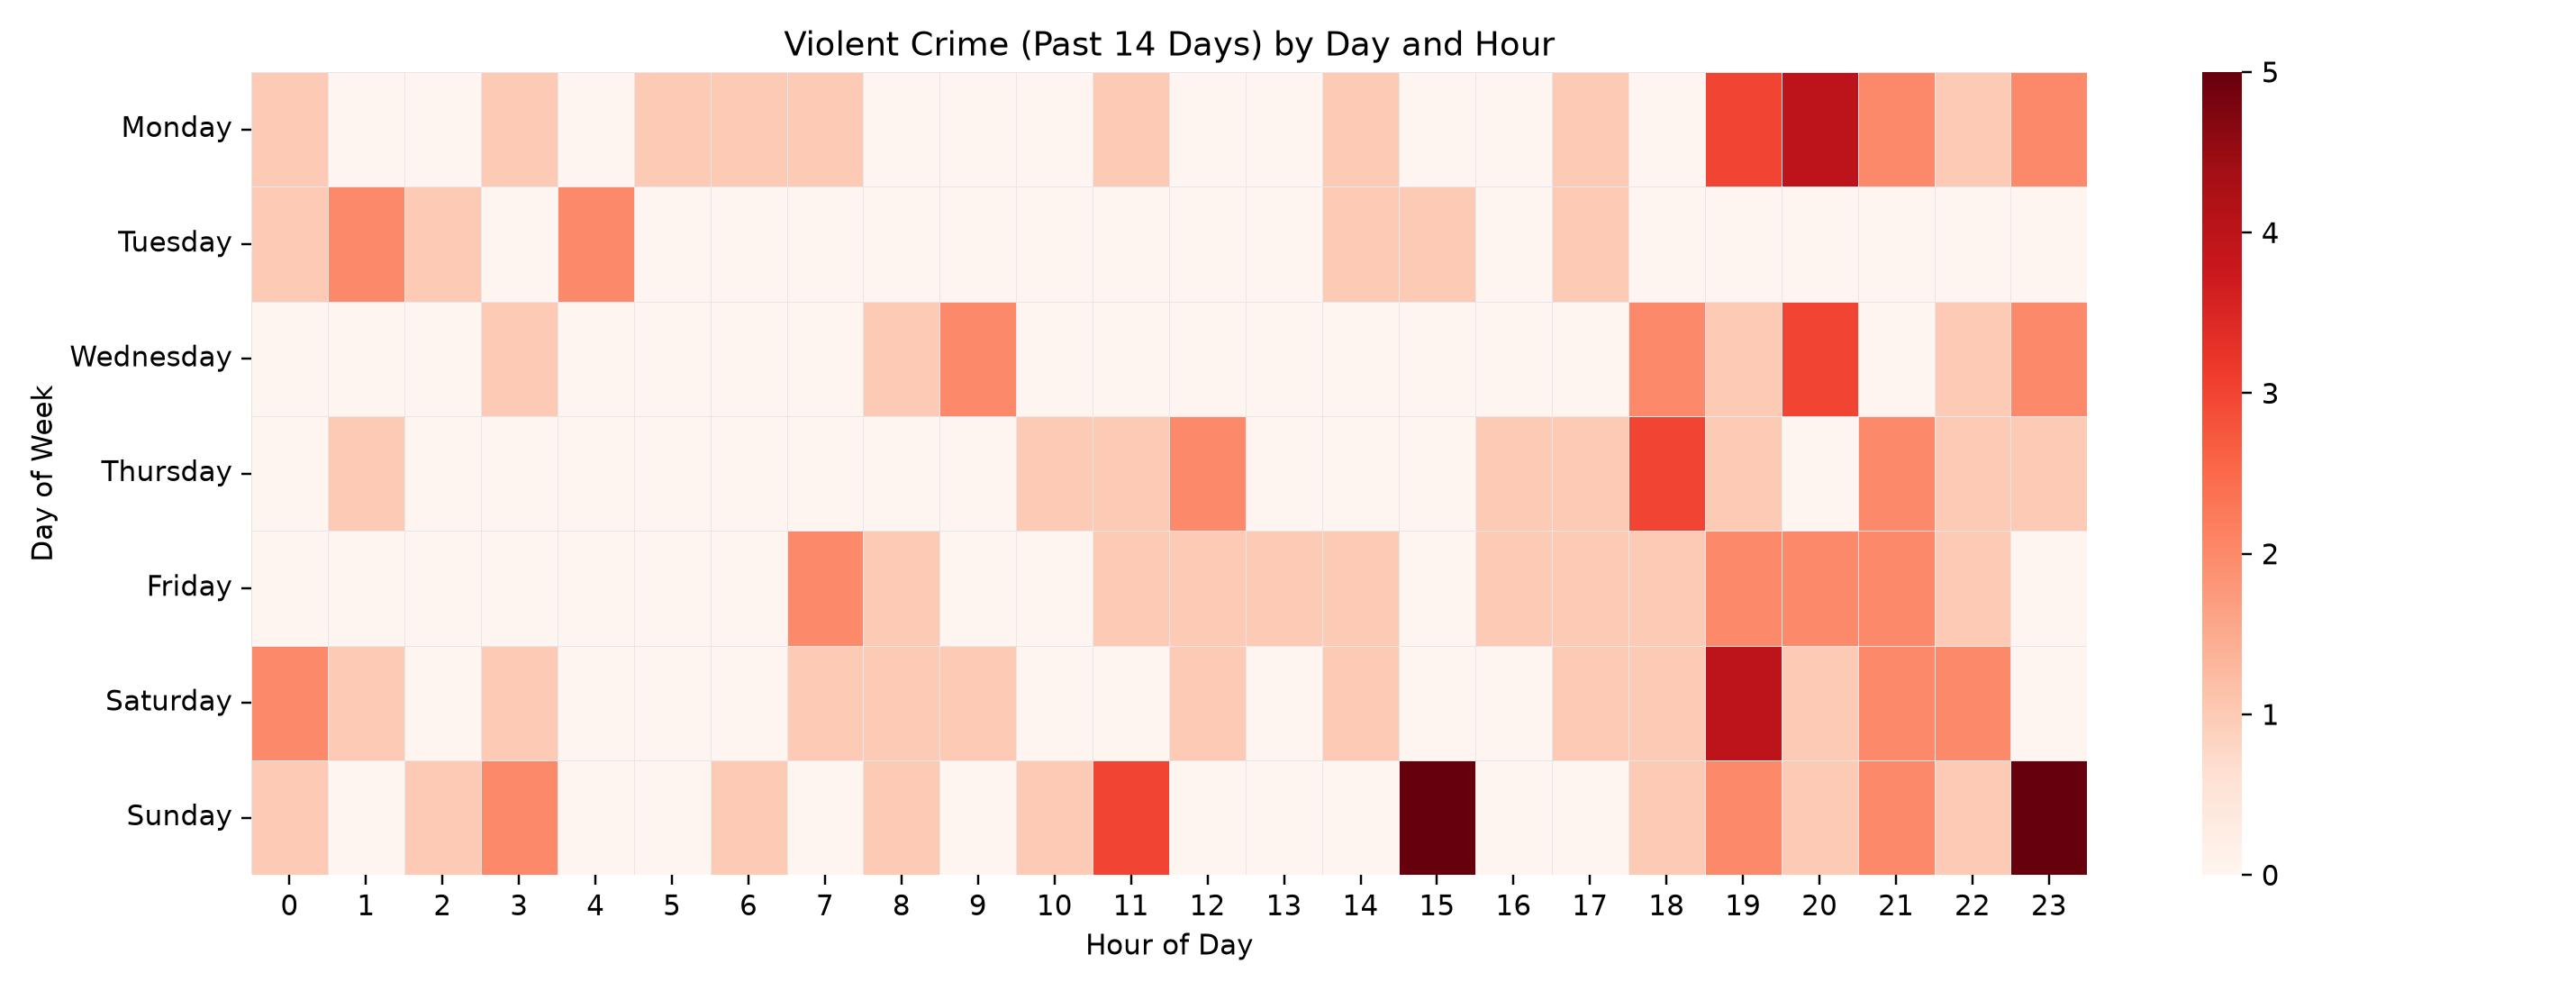 Violent Crime (Past 14 Days) by Day and Hour
Day of Week
Monday
Tuesday
Wednesday
Thursday
Friday
Saturday
Sunday
0 1 2 3 4 5 6 7 8 9 10 11 12 13 14 15 16 17 18 19 20 21 22 23
Hour of Day
5
4
3
2
1
0